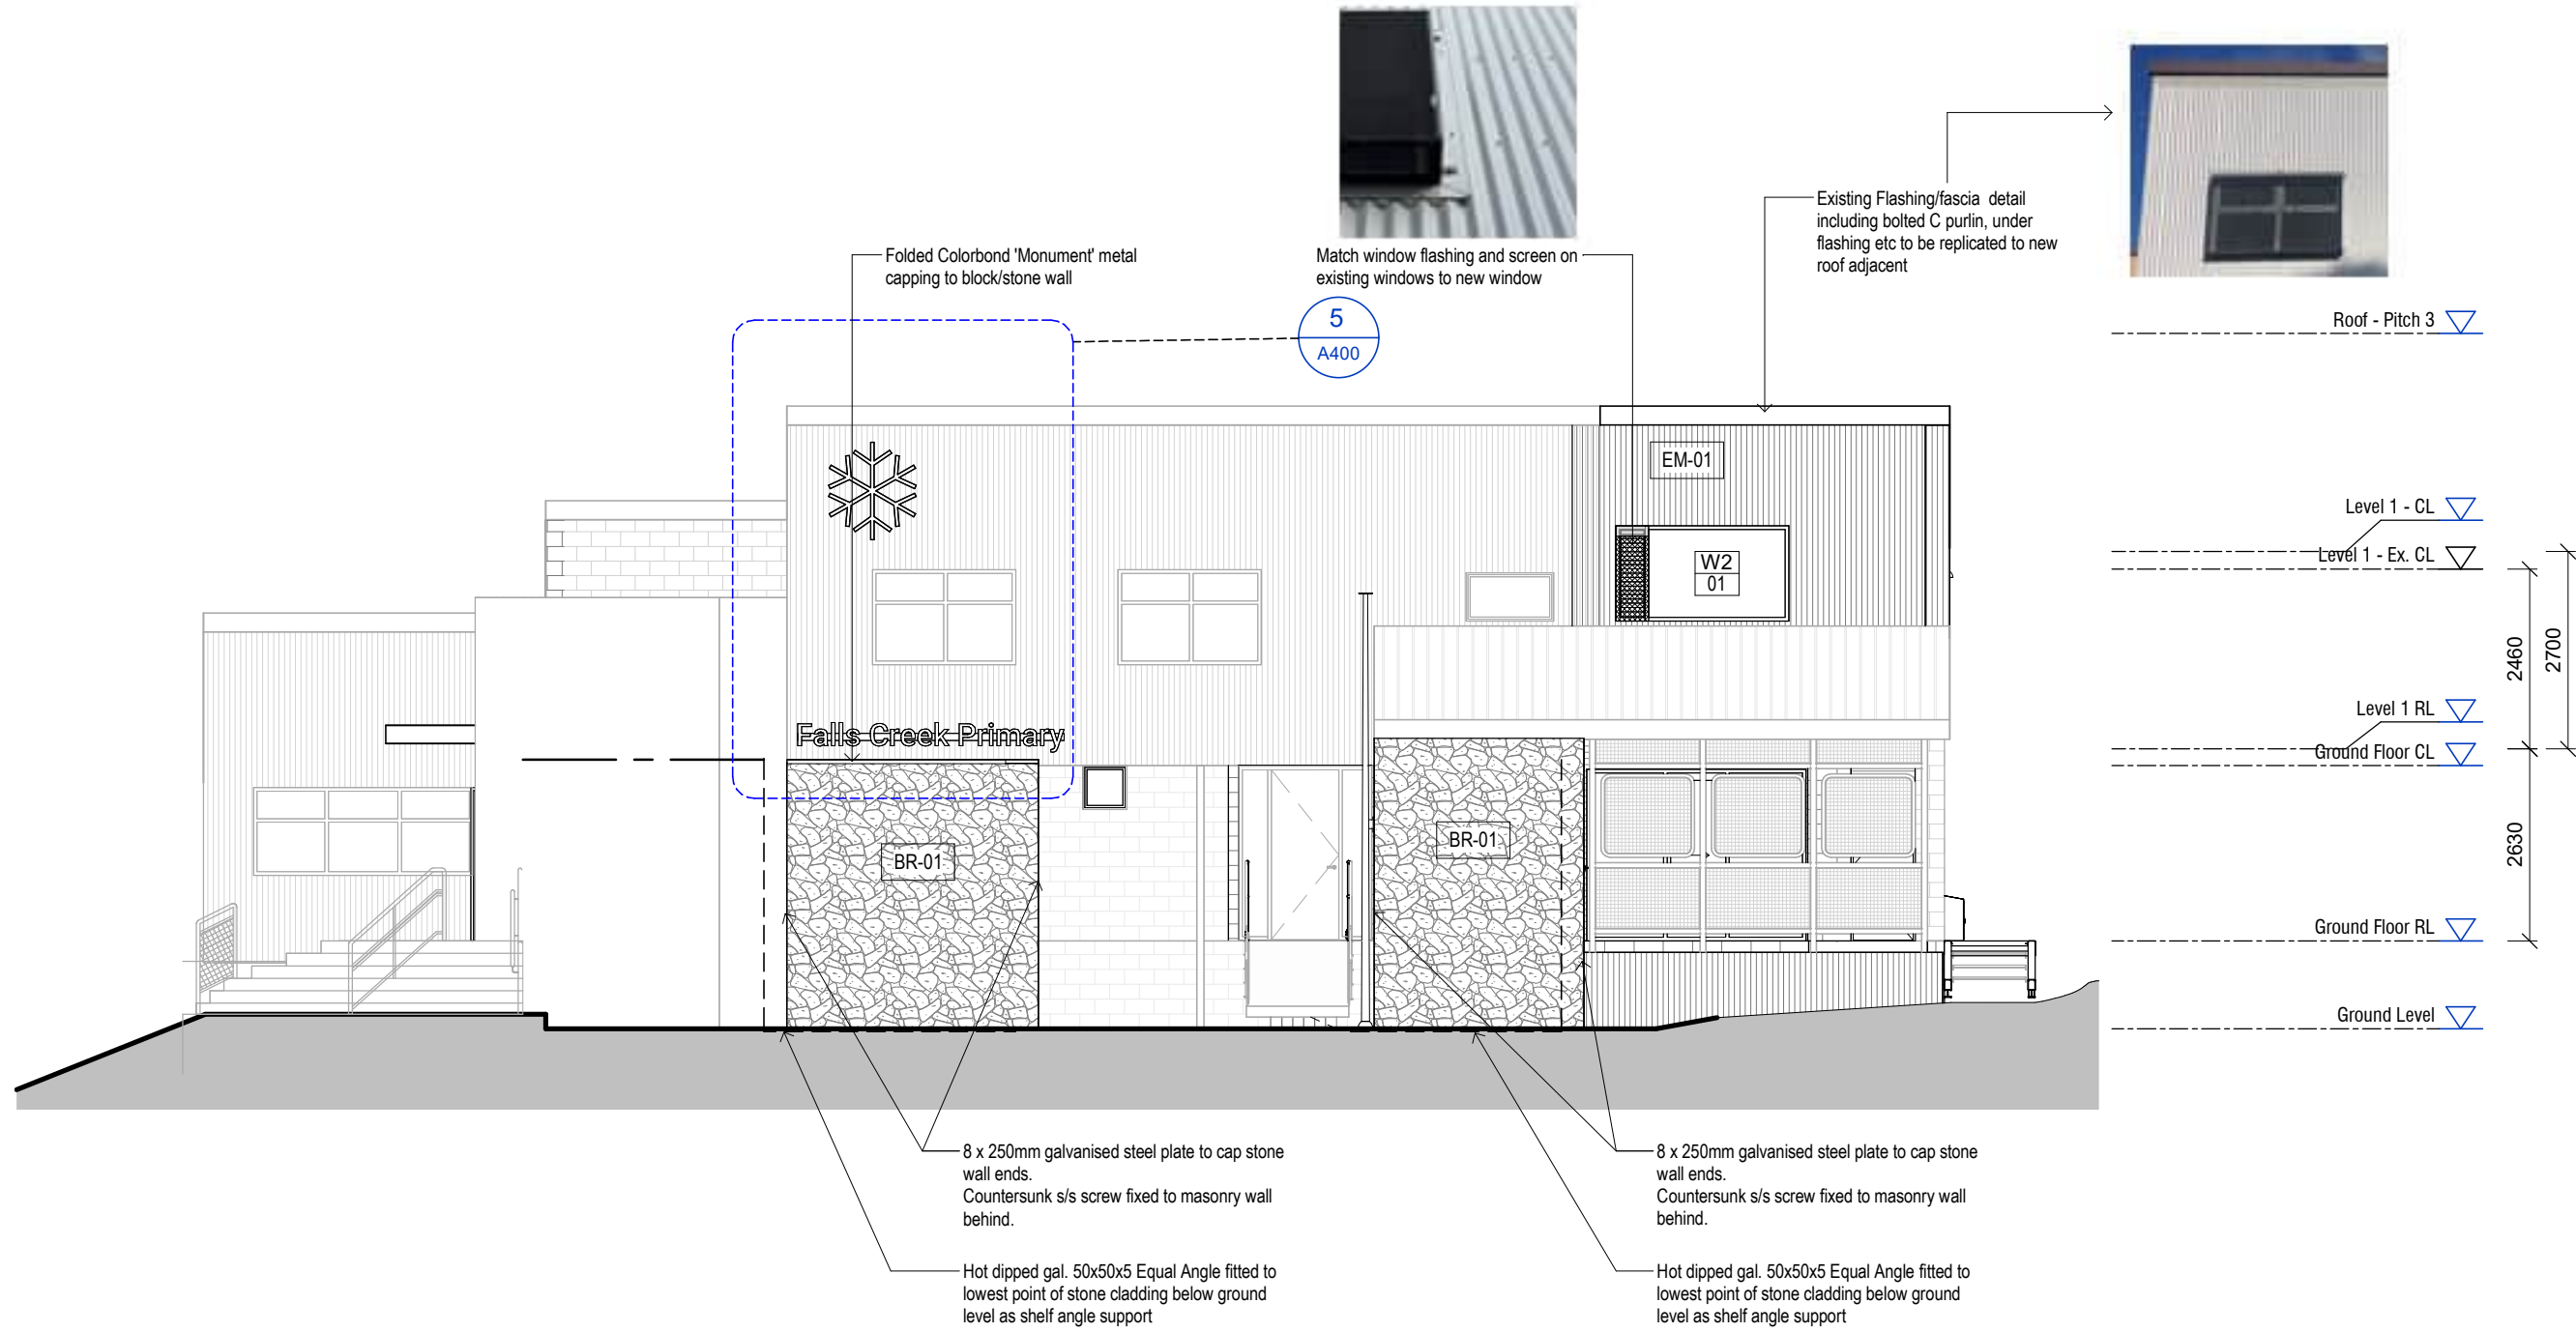 Folded Colorbond 'Monument' metal
capping to block/stone wall
Match window flashing and screen on
existing windows to new window
Existing Flashing/fascia detail
including bolted C purlin, under
flashing etc to be replicated to new
roof adjacent
5
A400
Roof - Pitch 3
EM-01
Level 1 - CL
Level 1 - Ex. CL
W2
01
2460
2700
Level 1 RL
Falls Creek Primary
Ground Floor CL
BR-01
BR-01
2630
Ground Floor RL
Ground Level
8 x 250mm galvanised steel plate to cap stone
wall ends.
Countersunk s/s screw fixed to masonry wall
behind.
8 x 250mm galvanised steel plate to cap stone
wall ends.
Countersunk s/s screw fixed to masonry wall
behind.
Hot dipped gal. 50x50x5 Equal Angle fitted to
lowest point of stone cladding below ground
level as shelf angle support
Hot dipped gal. 50x50x5 Equal Angle fitted to
lowest point of stone cladding below ground
level as shelf angle support